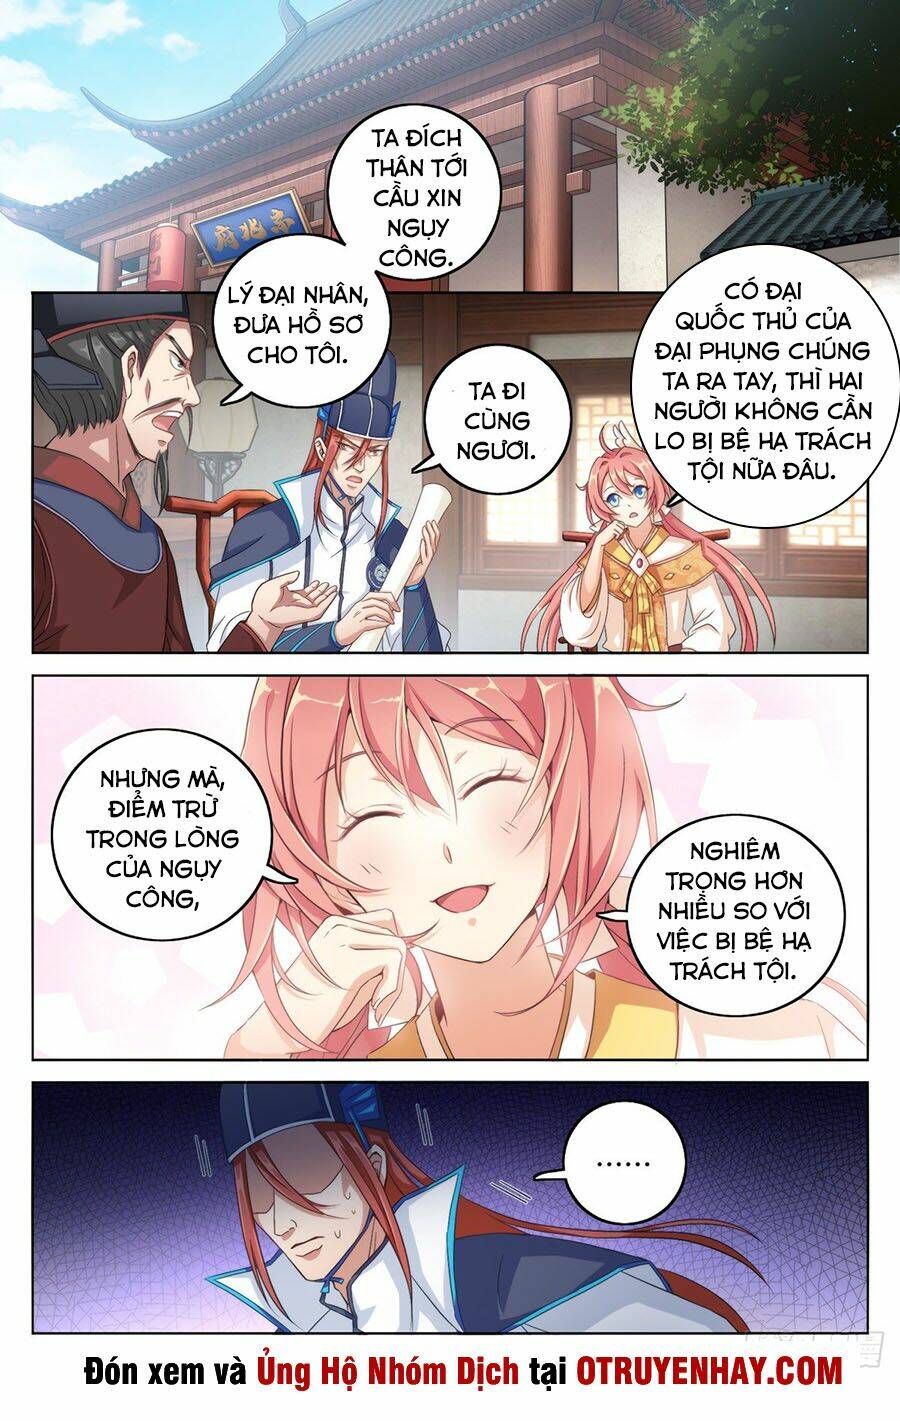 TA ĐÍCH
THÂN TỚI
CẦU XIN
NGỤY
CÔNG.
京兆府
LÝ ĐẠI NHÂN,
ĐƯA HỒ SƠ
CHO TÔI.
TA ĐI
CÙNG
NGƯƠI.
CÓ ĐẠI
QUỐC THỦ CỦA
ĐẠI PHỤNG CHÚNG
TA RA TAY, THÌ HAI
NGƯỜI KHÔNG CẦN
LO BỊ BỆ HẠ TRÁCH
TỘI NỮA ĐÂU.
NHƯNG MÀ,
ĐIỂM TRỪ
TRONG LÒNG
CỦA NGỤY
CÔNG,
NGHIÊM
TRỌNG HƠN
NHIỀU SO VỚI
VIỆC BỊ BỆ HẠ
TRÁCH TỘI.
......
Đón xem và Ủng Hộ Nhóm Dịch tại OTRUYENHAY.COM